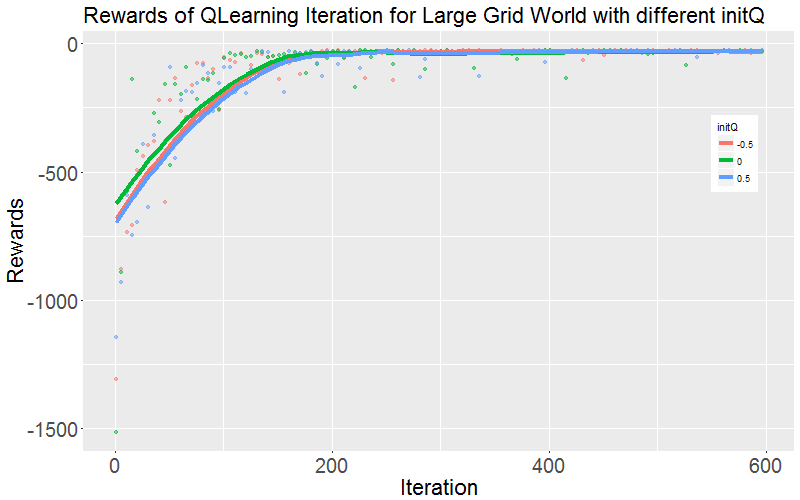 Rewards of QLearning Iteration for Large Grid World with different initQ
0
-500
-1000
-1500
Rewards
initQ
-0.5
0
0.5
0 200 400 600
Iteration